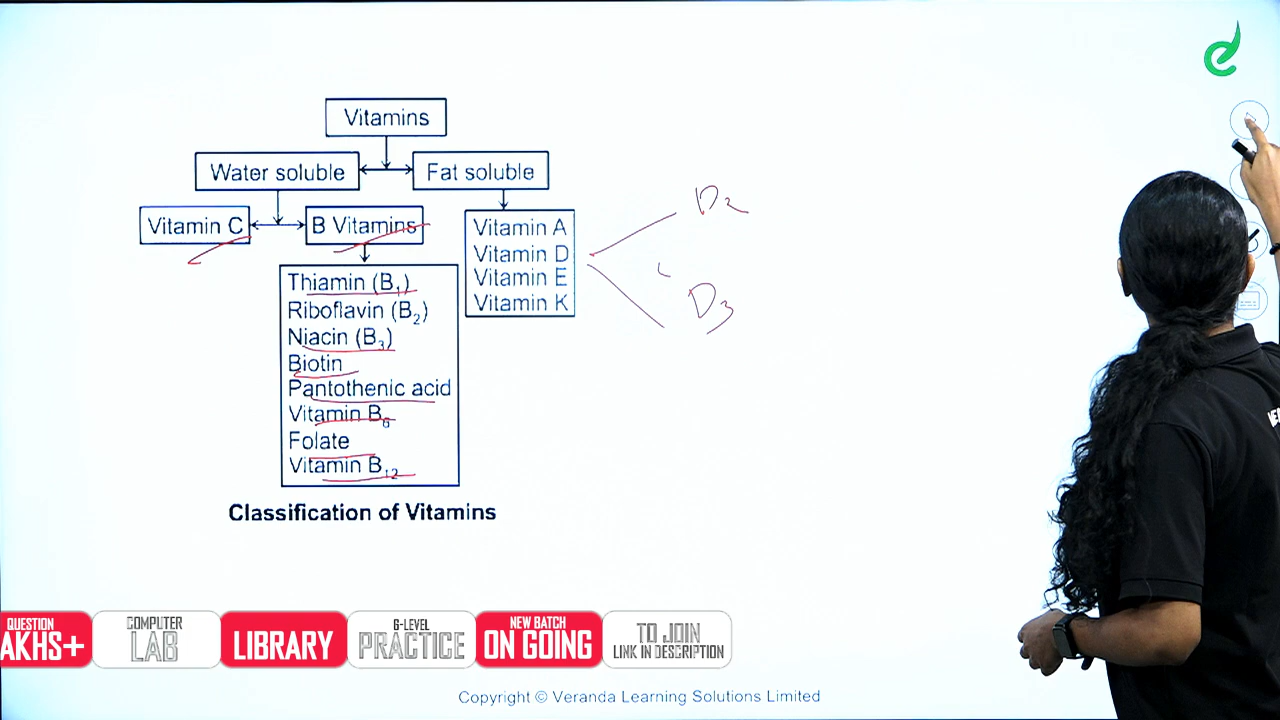 Vitamins
Water soluble
Fat soluble
Vitamin C
B Vitamins
Vitamin A
Vitamin D
Vitamin E
Vitamin K
D2
D3
Thiamin (B1)
Riboflavin (B2)
Niacin (B3)
Biotin
Pantothenic acid
Vitamin B6
Folate
Vitamin B12
Classification of Vitamins
QUESTION
AKHS+
COMPUTER
LAB
LIBRARY
6-LEVEL
PRACTICE
NEW BATCH
ON GOING
TO JOIN
LINK IN DESCRIPTION
Copyright © Veranda Learning Solutions Limited